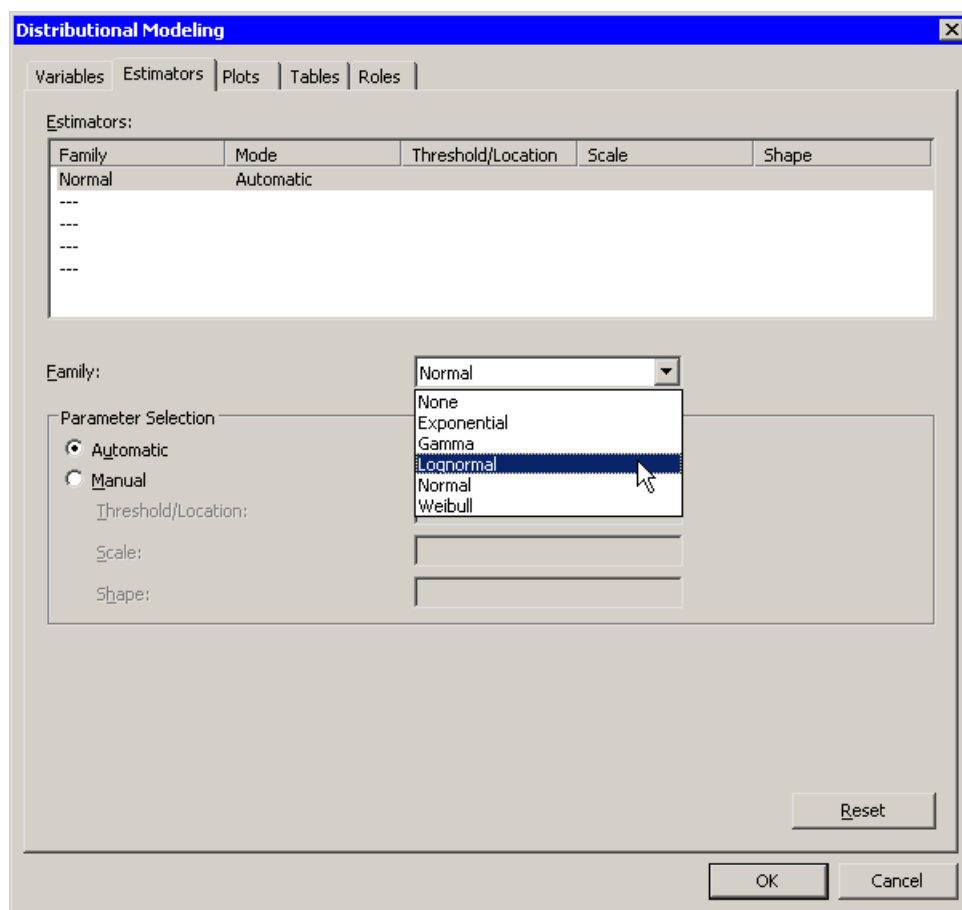 Distributional Modeling
Variables Estimators Plots Tables Roles
Estimators:
Family Mode Threshold/Location Scale Shape
Normal Automatic
---
---
---
---
Family: Normal
None
Exponential
Gamma
Lognormal
Normal
Weibull
Parameter Selection
Automatic
Manual
Threshold/Location:
Scale:
Shape:
Reset
OK Cancel